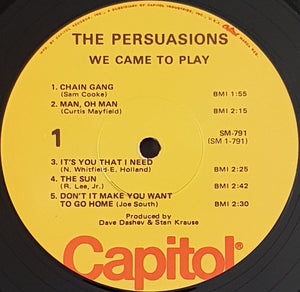 THE PERSUASIONS
WE CAME TO PLAY
1. CHAIN GANG
(Sam Cooke) BMI 1:55
2. MAN, OH MAN
(Curtis Mayfield) BMI 2:15
1
SM-791
(SM 1-791)
3. IT'S YOU THAT I NEED
(N. Whitfield-E. Holland) BMI 2:25
4. THE SUN
(R. Lee, Jr.) BMI 2:42
5. DON'T IT MAKE YOU WANT
TO GO HOME (Joe South) BMI 2:30
Produced by
Dave Dashev & Stan Krause
Capitol®